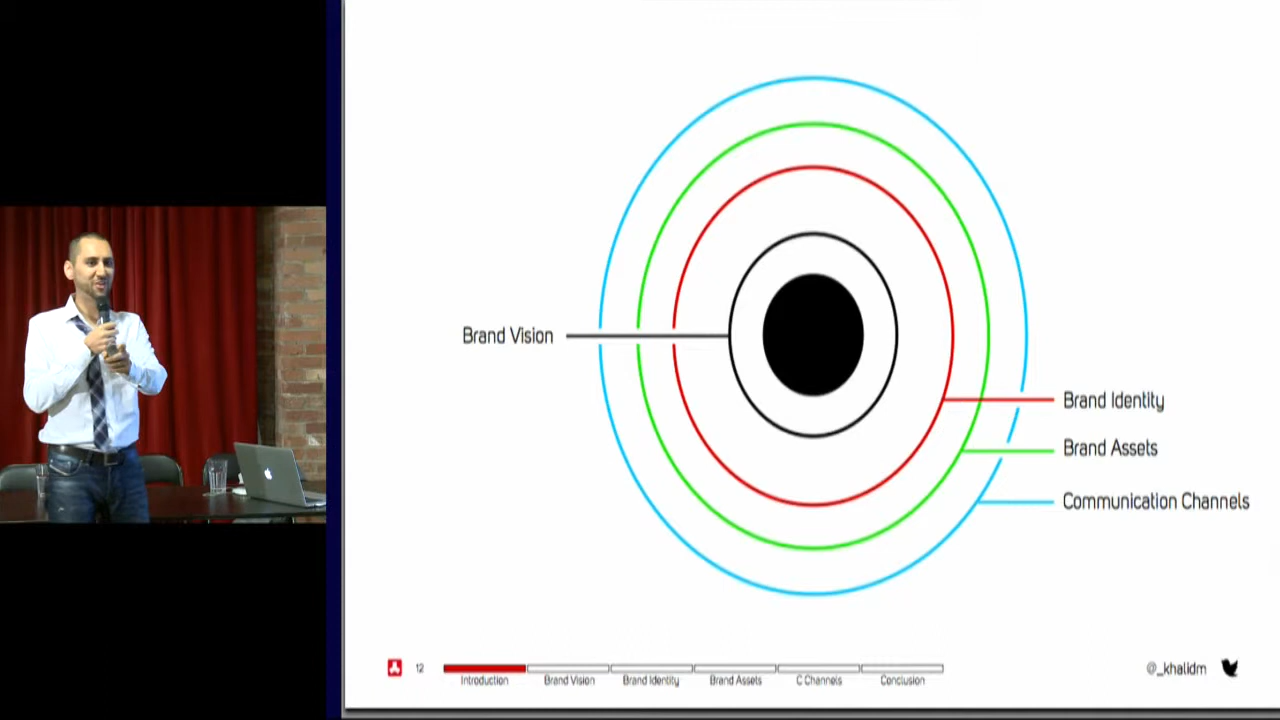 Brand Vision
Brand Identity
Brand Assets
Communication Channels
12
Introduction
Brand Vision
Brand Identity
Brand Assets
C Channels
Conclusion
@_khalidm